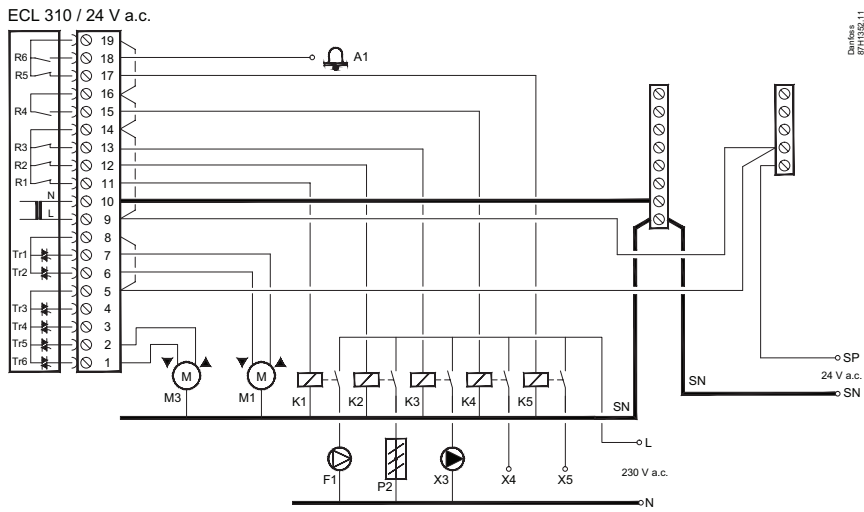 ECL 310 / 24 V a.c.
Danfoss
87H1352.11
19
R6 18 A1
R5 17
16
R4 15
14
R3 13
R2 12
R1 11
N 10
L 9
8
Tr1 7
Tr2 6
5
Tr3 4
Tr4 3
Tr5 2
Tr6 1
SP
24 V a.c.
SN
SN
M M
M3 M1 K1 K2 K3 K4 K5 SN
L
230 V a.c.
F1 P2 X3 X4 X5
N